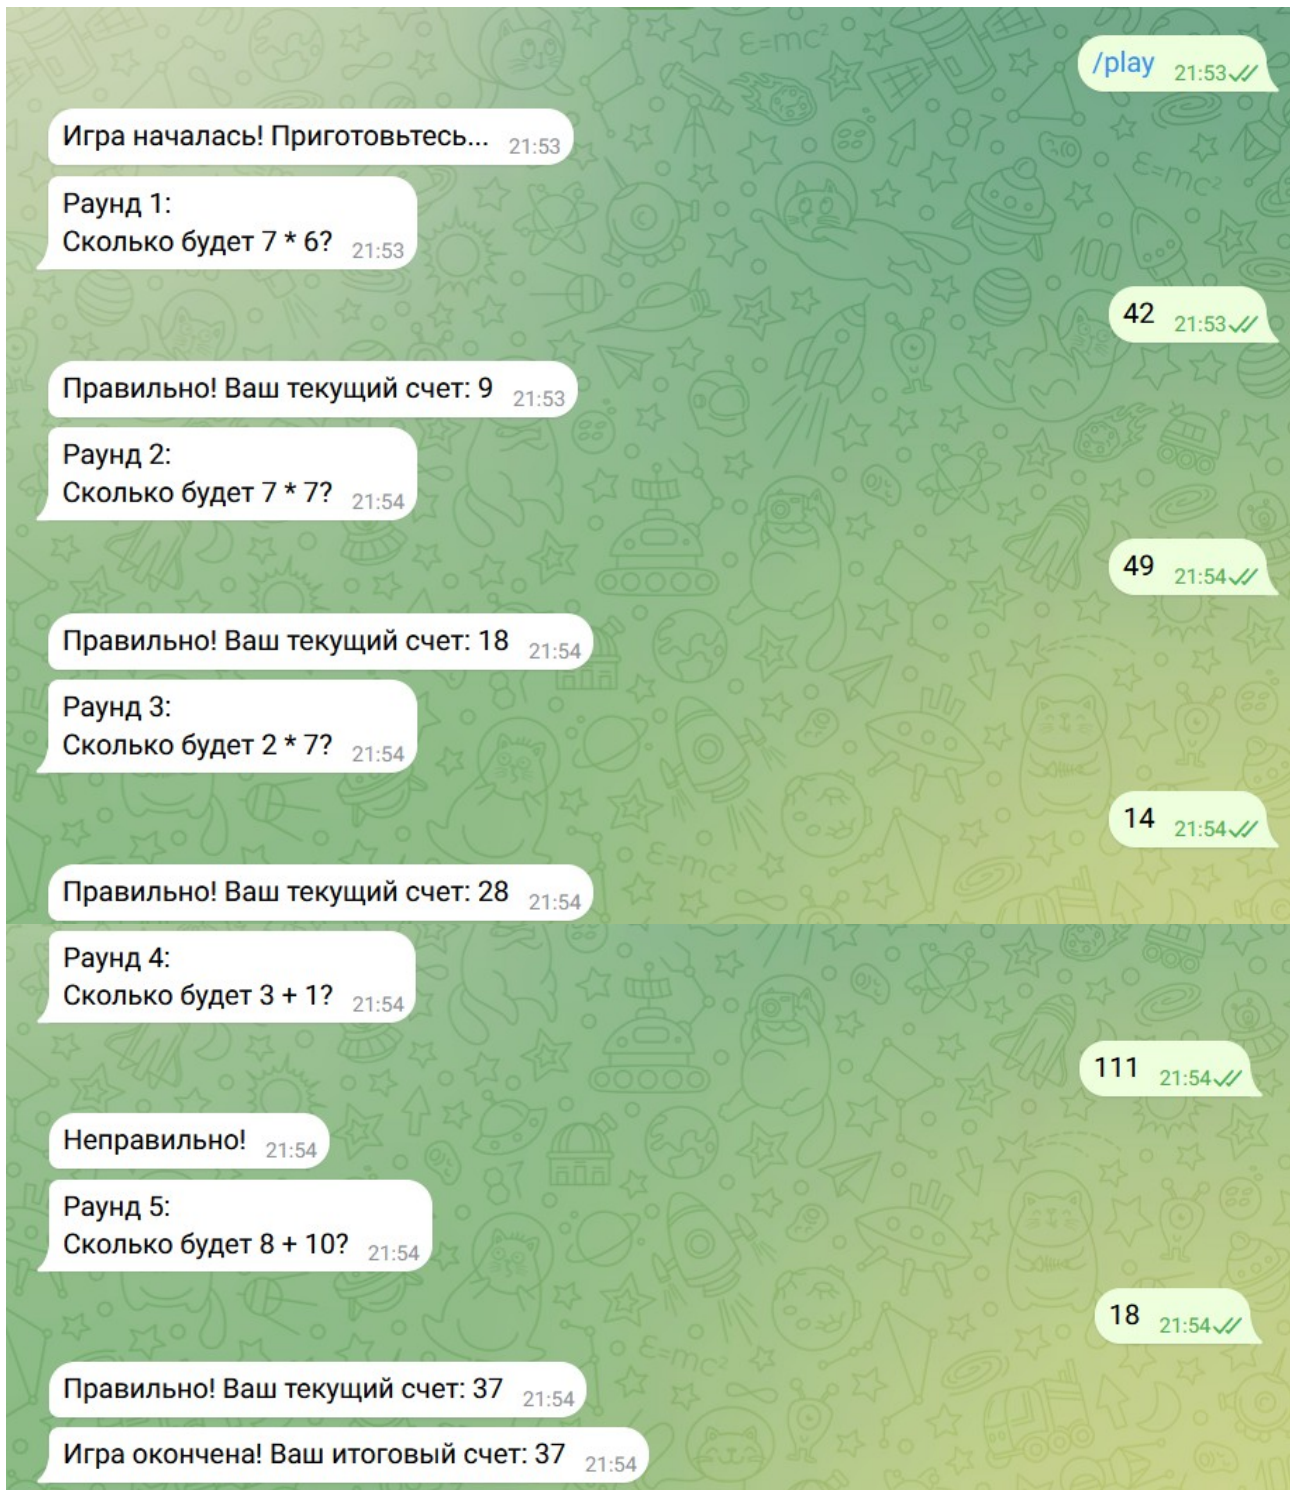 /play 21:53
Игра началась! Приготовьтесь... 21:53
Раунд 1:
Сколько будет 7 * 6? 21:53
42 21:53
Правильно! Ваш текущий счет: 9 21:53
Раунд 2:
Сколько будет 7 * 7? 21:54
49 21:54
Правильно! Ваш текущий счет: 18 21:54
Раунд 3:
Сколько будет 2 * 7? 21:54
14 21:54
Правильно! Ваш текущий счет: 28 21:54
Раунд 4:
Сколько будет 3 + 1? 21:54
111 21:54
Неправильно! 21:54
Раунд 5:
Сколько будет 8 + 10? 21:54
18 21:54
Правильно! Ваш текущий счет: 37 21:54
Игра окончена! Ваш итоговый счет: 37 21:54